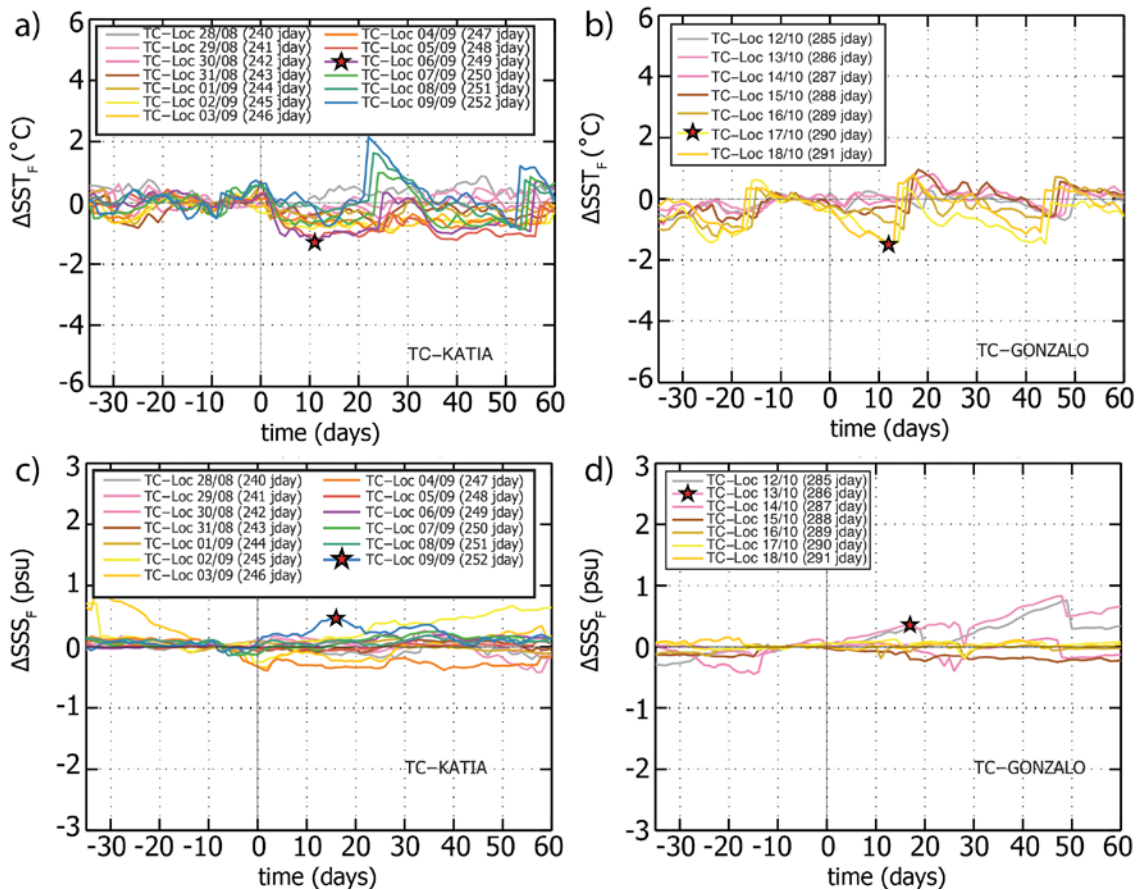 a)
TC-Loc 28/08 (240 jday)
TC-Loc 29/08 (241 jday)
TC-Loc 30/08 (242 jday)
TC-Loc 31/08 (243 jday)
TC-Loc 01/09 (244 jday)
TC-Loc 02/09 (245 jday)
TC-Loc 03/09 (246 jday)
TC-Loc 04/09 (247 jday)
TC-Loc 05/09 (248 jday)
TC-Loc 06/09 (249 jday)
TC-Loc 07/09 (250 jday)
TC-Loc 08/09 (251 jday)
TC-Loc 09/09 (252 jday)
6
4
2
0
-2
-4
-6
ΔSST_F (°C)
TC-KATIA
-30 -20 -10 0 10 20 30 40 50 60
time (days)
b)
TC-Loc 12/10 (285 jday)
TC-Loc 13/10 (286 jday)
TC-Loc 14/10 (287 jday)
TC-Loc 15/10 (288 jday)
TC-Loc 16/10 (289 jday)
TC-Loc 17/10 (290 jday)
TC-Loc 18/10 (291 jday)
6
4
2
0
-2
-4
-6
ΔSST_F (°C)
TC-GONZALO
-30 -20 -10 0 10 20 30 40 50 60
time (days)
c)
TC-Loc 28/08 (240 jday)
TC-Loc 29/08 (241 jday)
TC-Loc 30/08 (242 jday)
TC-Loc 31/08 (243 jday)
TC-Loc 01/09 (244 jday)
TC-Loc 02/09 (245 jday)
TC-Loc 03/09 (246 jday)
TC-Loc 04/09 (247 jday)
TC-Loc 05/09 (248 jday)
TC-Loc 06/09 (249 jday)
TC-Loc 07/09 (250 jday)
TC-Loc 08/09 (251 jday)
TC-Loc 09/09 (252 jday)
3
2
1
0
-1
-2
-3
ΔSSS_F (psu)
TC-KATIA
-30 -20 -10 0 10 20 30 40 50 60
time (days)
d)
TC-Loc 12/10 (285 jday)
TC-Loc 13/10 (286 jday)
TC-Loc 14/10 (287 jday)
TC-Loc 15/10 (288 jday)
TC-Loc 16/10 (289 jday)
TC-Loc 17/10 (290 jday)
TC-Loc 18/10 (291 jday)
3
2
1
0
-1
-2
-3
ΔSSS_F (psu)
TC-GONZALO
-30 -20 -10 0 10 20 30 40 50 60
time (days)